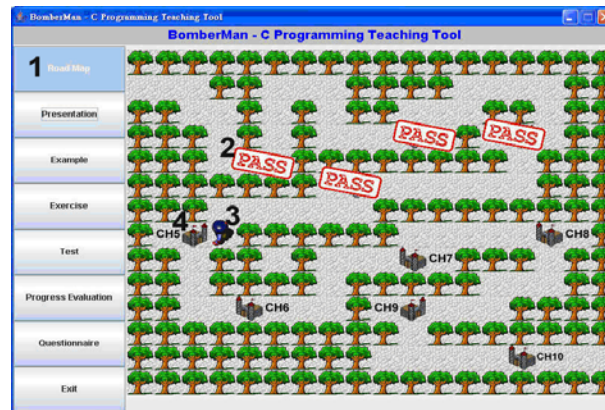 BomberMan - C Programming Teaching Tool
BomberMan - C Programming Teaching Tool
1 Road Map
Presentation
Example
Exercise
Test
Progress Evaluation
Questionnaire
Exit
PASS
PASS
2
PASS
PASS
4 3
CH5
CH8
CH7
CH6
CH9
CH10